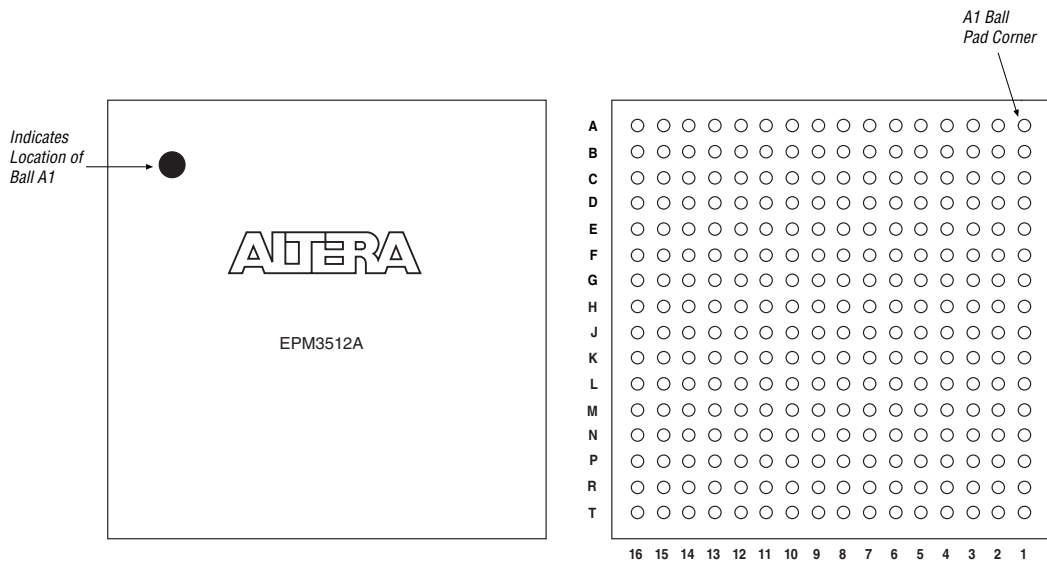 A1 Ball
Pad Corner
Indicates
Location of
Ball A1
ALTERA
EPM3512A
A
B
C
D
E
F
G
H
J
K
L
M
N
P
R
T
16 15 14 13 12 11 10 9 8 7 6 5 4 3 2 1